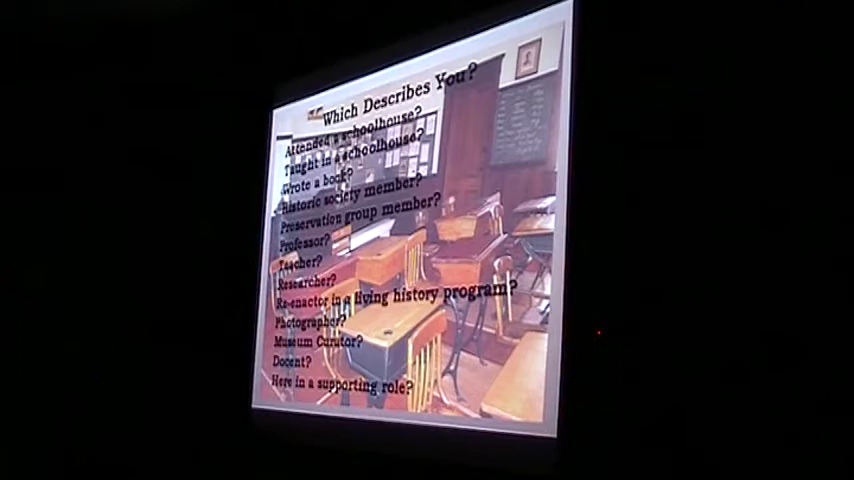 Which Describes You?
Attended a schoolhouse?
Taught in a schoolhouse?
Wrote a book?
Historic society member?
Preservation group member?
Professor?
Teacher?
Researcher?
Re-enactor in a living history program?
Photographer?
Museum Curator?
Docent?
Here in a supporting role?